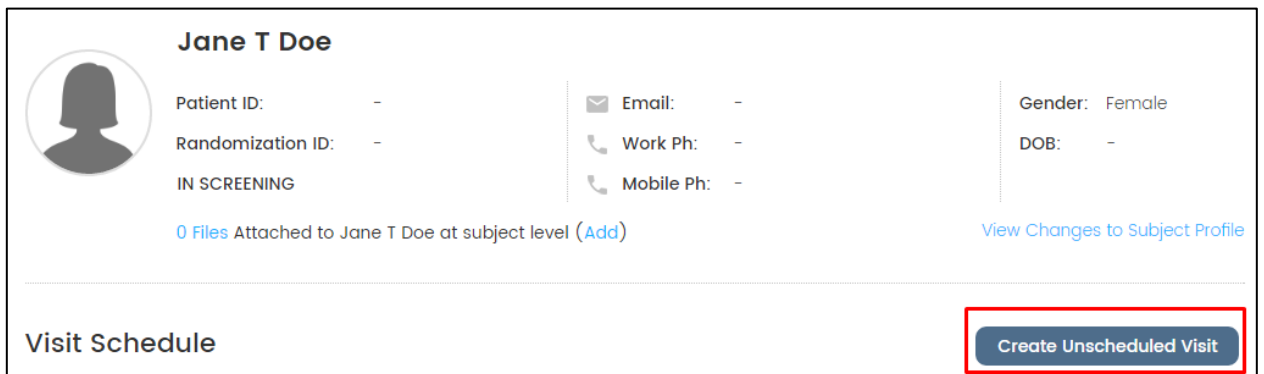 Jane T Doe
Patient ID: - Email: - Gender: Female
Randomization ID: - Work Ph: - DOB: -
IN SCREENING Mobile Ph: -
0 Files Attached to Jane T Doe at subject level (Add) View Changes to Subject Profile
Visit Schedule Create Unscheduled Visit